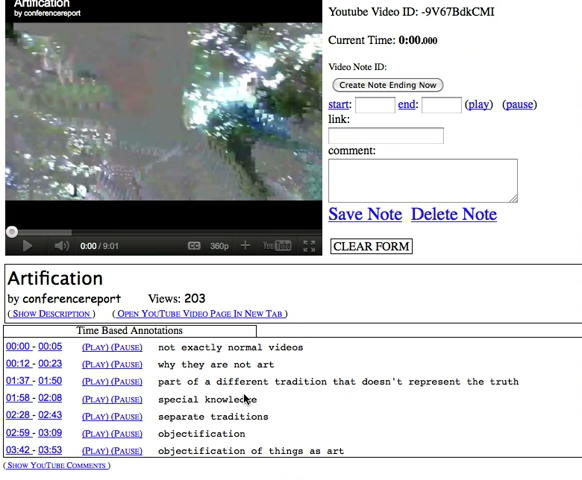 Artification
by conferencereport
0:00 / 9:01
CC
360p
YouTube
Youtube Video ID: -9V67BdkCMI
Current Time: 0:00.000
Video Note ID:
Create Note Ending Now
start: end: (play) (pause)
link:
comment:
Save Note Delete Note
CLEAR FORM
Artification
by conferencereport Views: 203
( SHOW DESCRIPTION ) ( OPEN YOUTUBE VIDEO PAGE IN NEW TAB )
Time Based Annotations
00:00 - 00:05 (PLAY) (PAUSE) not exactly normal videos
00:12 - 00:23 (PLAY) (PAUSE) why they are not art
01:37 - 01:50 (PLAY) (PAUSE) part of a different tradition that doesn't represent the truth
01:58 - 02:08 (PLAY) (PAUSE) special knowledge
02:28 - 02:43 (PLAY) (PAUSE) separate traditions
02:59 - 03:09 (PLAY) (PAUSE) objectification
03:42 - 03:53 (PLAY) (PAUSE) objectification of things as art
( SHOW YOUTUBE COMMENTS )